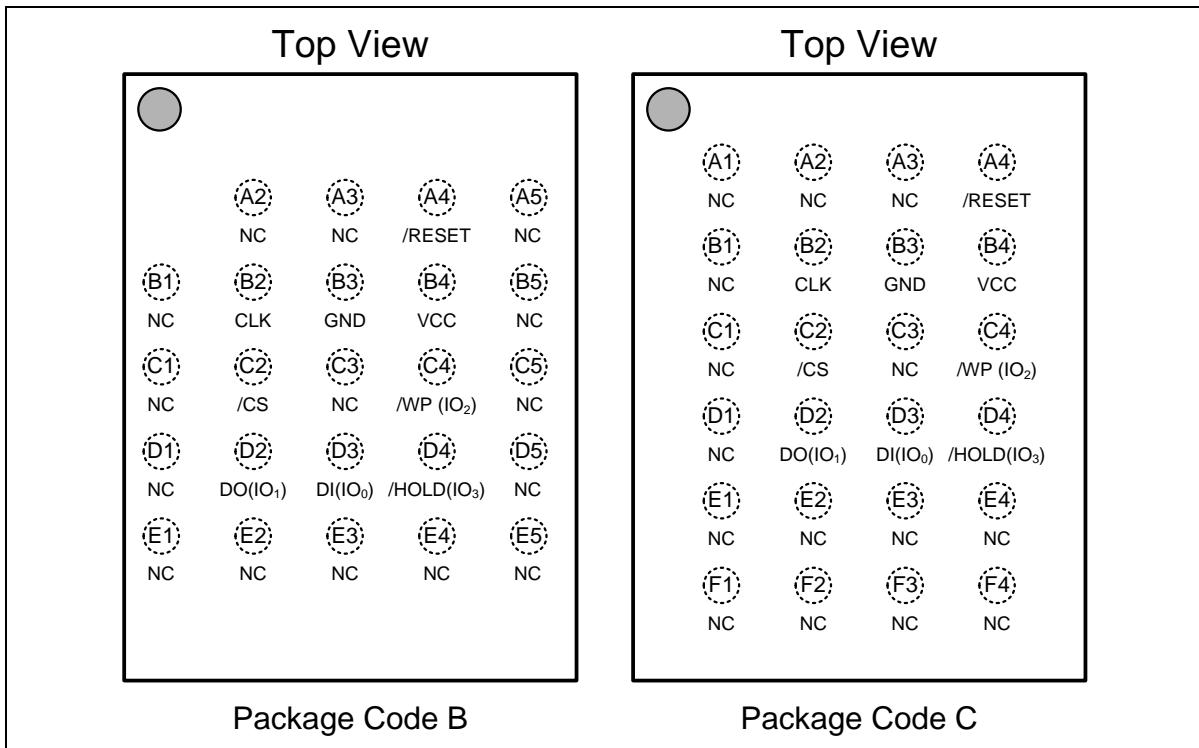 Top View
A2 A3 A4 A5
NC NC /RESET NC
B1 B2 B3 B4 B5
NC CLK GND VCC NC
C1 C2 C3 C4 C5
NC /CS NC /WP (IO₂) NC
D1 D2 D3 D4 D5
NC DO(IO₁) DI(IO₀) /HOLD(IO₃) NC
E1 E2 E3 E4 E5
NC NC NC NC NC
Package Code B
Top View
A1 A2 A3 A4
NC NC NC /RESET
B1 B2 B3 B4
NC CLK GND VCC
C1 C2 C3 C4
NC /CS NC /WP (IO₂)
D1 D2 D3 D4
NC DO(IO₁) DI(IO₀) /HOLD(IO₃)
E1 E2 E3 E4
NC NC NC NC
F1 F2 F3 F4
NC NC NC NC
Package Code C